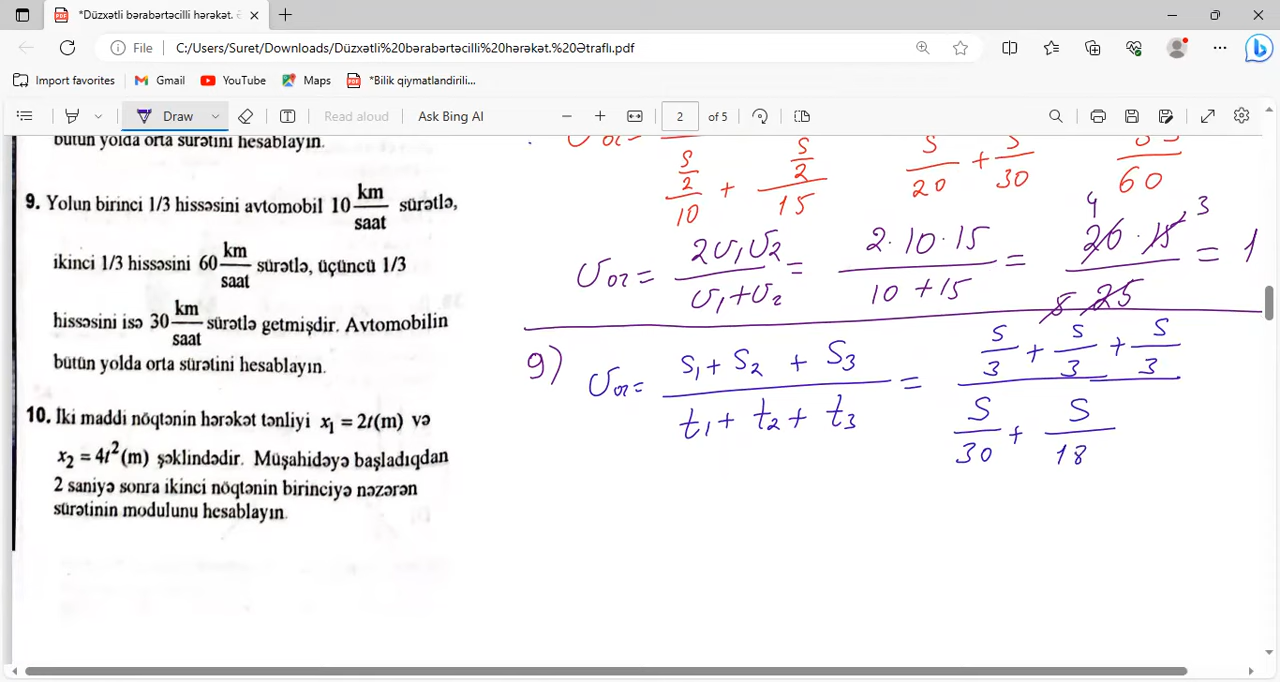 *Düzxətli bərabərtəcilli hərəkət.
File C:/Users/Suret/Downloads/Düzxətli%20bərabərtəcilli%20hərəkət.%20Ətraflı.pdf
Import favorites Gmail YouTube Maps *Bilik qiymatlandirili...
Draw Read aloud Ask Bing AI 2 of 5
bütün yolda orta sürətini hesablayın.
9. Yolun birinci 1/3 hissəsini avtomobil 10 km/saat sürətlə,
ikinci 1/3 hissəsini 60 km/saat sürətlə, üçüncü 1/3
hissəsini isə 30 km/saat sürətlə getmişdir. Avtomobilin
bütün yolda orta sürətini hesablayın.
10. İki maddi nöqtənin hərəkət tənliyi x₁ = 2t(m) və
x₂ = 4t²(m) şəklindədir. Müşahidəyə başladıqdan
2 saniyə sonra ikinci nöqtənin birinciyə nəzərən
sürətinin modulunu hesablayın.
S/2/10 + S/2/15 S/20 + S/30 60
υor = 2υ₁υ₂/υ₁+υ₂ = 2·10·15/10+15 = 20·15/25 = 1
4 3
5
9) υor = S₁+S₂+S₃/t₁+t₂+t₃ = S/3 + S/3 + S/3
S/30 + S/18